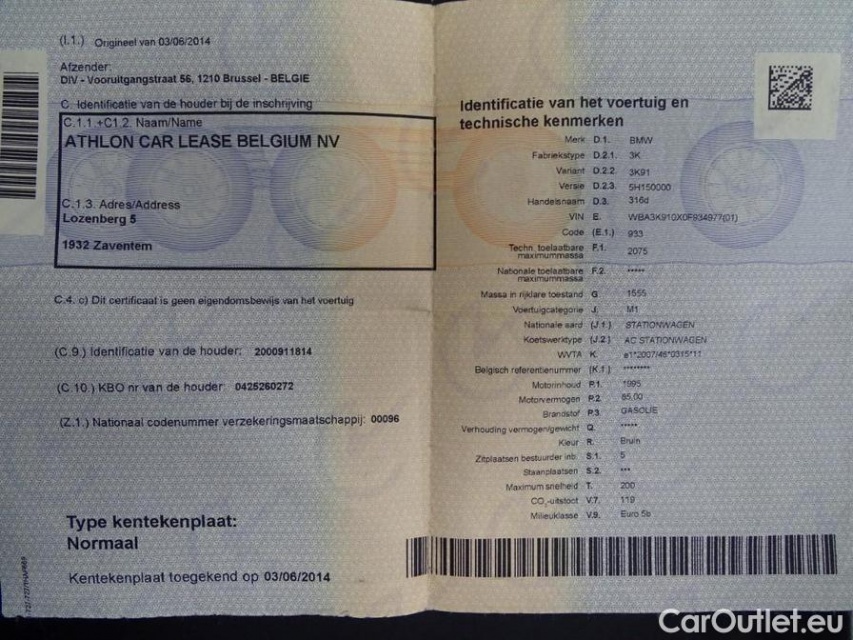 (I.1.) Origineel van 03/06/2014
Afzender:
DIV - Vooruitgangstraat 56, 1210 Brussel - BELGIE
C. Identificatie van de houder bij de inschrijving
C.1.1.+C1.2. Naam/Name
ATHLON CAR LEASE BELGIUM NV
C.1.3. Adres/Address
Lozenberg 5
1932 Zaventem
C.4. c) Dit certificaat is geen eigendomsbewijs van het voertuig
(C.9.) Identificatie van de houder: 2000911814
(C.10.) KBO nr van de houder: 0425260272
(Z.1.) Nationaal codenummer verzekeringsmaatschappij: 00096
Type kentekenplaat:
Normaal
Kentekenplaat toegekend op 03/06/2014
Identificatie van het voertuig en
technische kenmerken
Merk D.1. BMW
Fabriekstype D.2.1. 3K
Variant D.2.2. 3K91
Versie D.2.3. 5H150000
Handelsnaam D.3. 316d
VIN E. WBA3K910X0F934977(01)
Code (E.1.) 933
Techn. toelaatbare
maximummassa F.1. 2075
Nationale toelaatbare
maximummassa F.2. *****
Massa in rijklare toestand G. 1555
Voertuigcategorie J. M1
Nationale aard (J.1.) STATIONWAGEN
Koetswerktype (J.2.) AC STATIONWAGEN
WVTA K. e1*2007/46*0315*11
Belgisch referentienummer (K.1.) ********
Motorinhoud P.1. 1995
Motorvermogen P.2. 85,00
Brandstof P.3. GASOLIE
Verhouding vermogen/gewicht Q. *****
Kleur R. Bruin
Zitplaatsen bestuurder inb. S.1. 5
Staanplaatsen S.2. ***
Maximum snelheid T. 200
CO₂-uitstoot V.7. 119
Milieuklasse V.9. Euro 5b
CarOutlet.eu